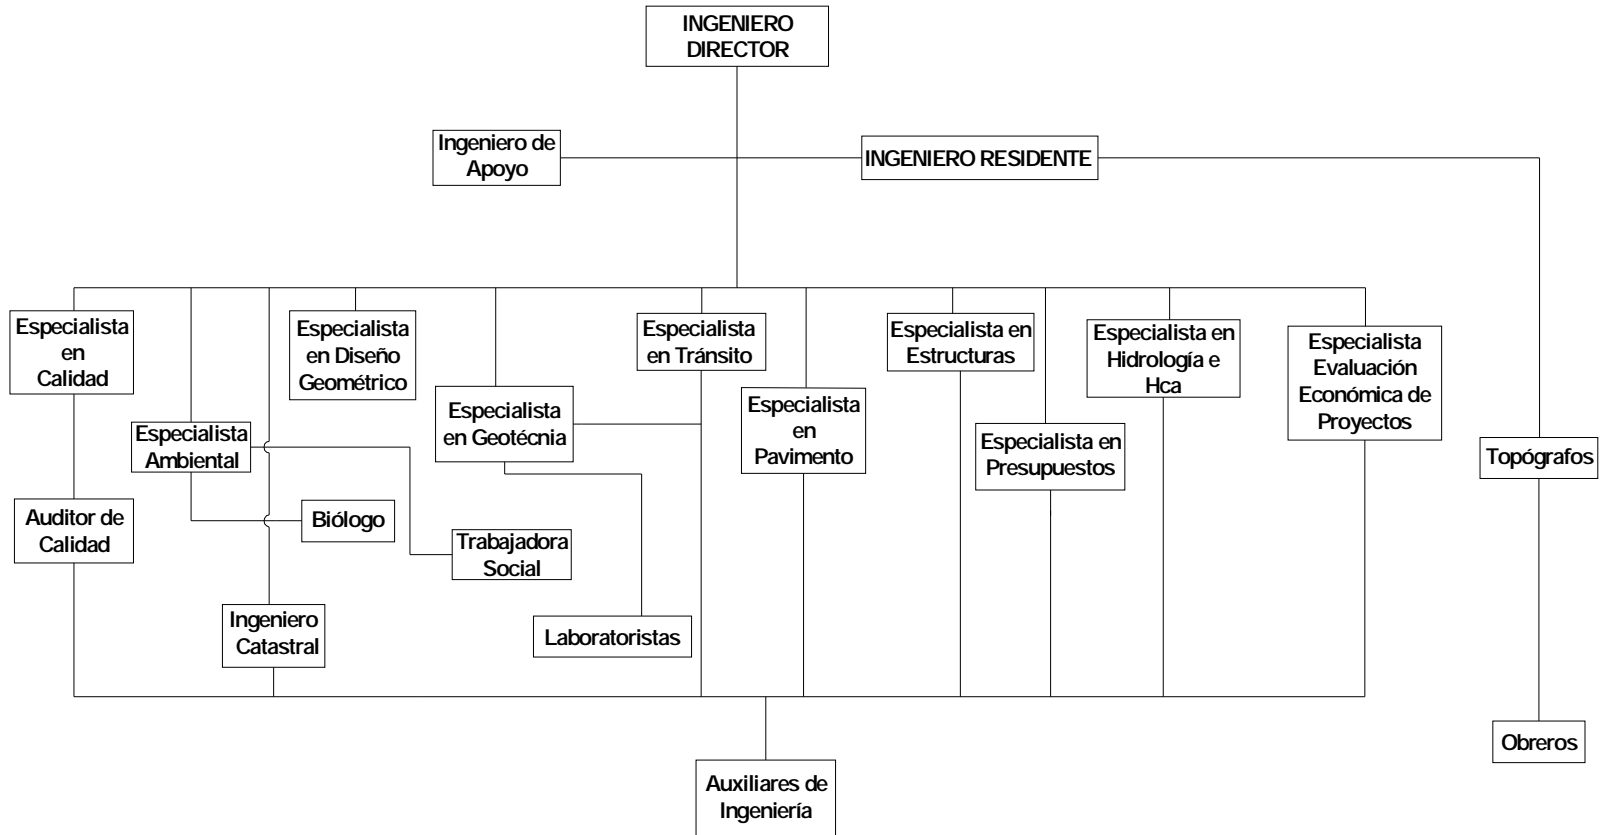 INGENIERO
DIRECTOR
Ingeniero de
Apoyo
INGENIERO RESIDENTE
Especialista
en
Calidad
Especialista
en Diseño
Geométrico
Especialista
en Tránsito
Especialista en
Estructuras
Especialista en
Hidrología e
Hca
Especialista
Evaluación
Económica de
Proyectos
Especialista
Ambiental
Especialista
en Geotécnia
Especialista
en
Pavimento
Especialista en
Presupuestos
Topógrafos
Auditor de
Calidad
Biólogo
Trabajadora
Social
Ingeniero
Catastral
Laboratoristas
Obreros
Auxiliares de
Ingeniería